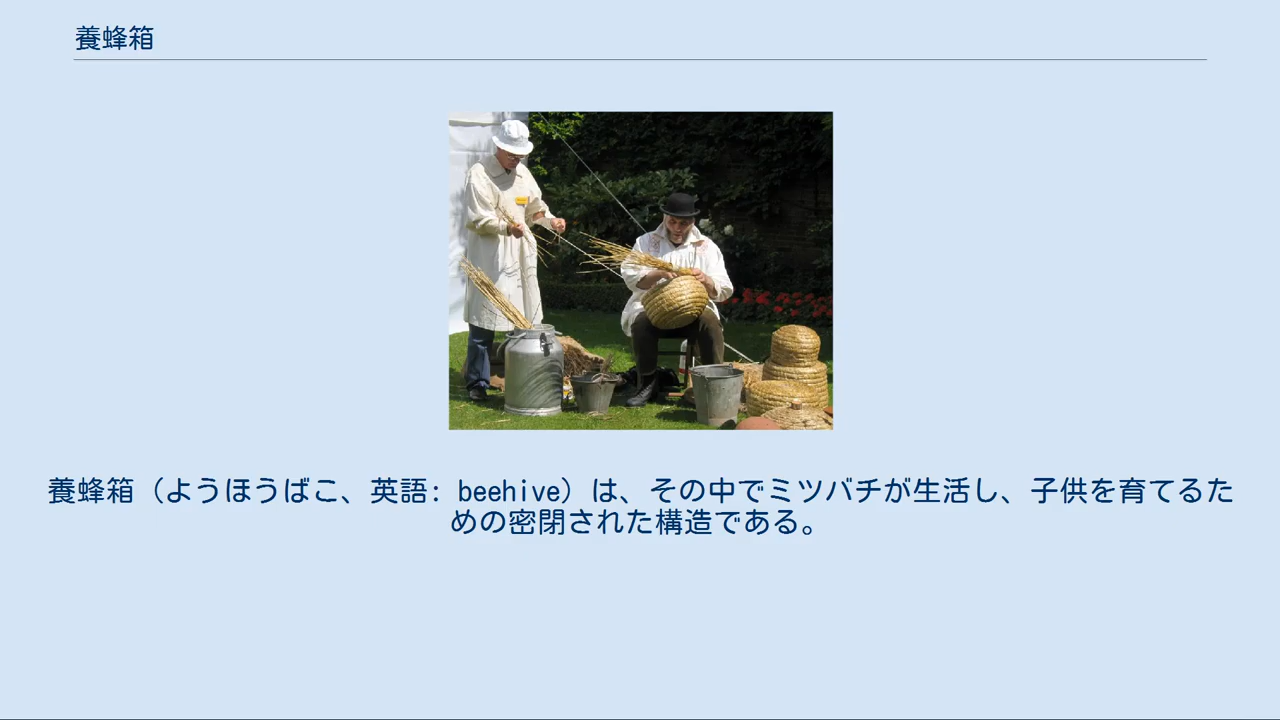 養蜂箱
養蜂箱（ようほうばこ、英語: beehive）は、その中でミツバチが生活し、子供を育てるた
めの密閉された構造である。